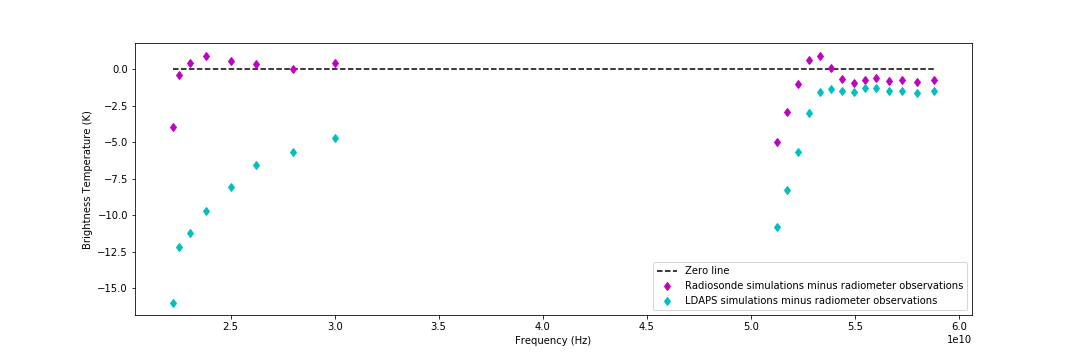 0.0
−2.5
−5.0
−7.5
−10.0
−12.5
−15.0
Brightness Temperature (K)
Zero line
Radiosonde simulations minus radiometer observations
LDAPS simulations minus radiometer observations
2.5 3.0 3.5 4.0 4.5 5.0 5.5 6.0
1e10
Frequency (Hz)